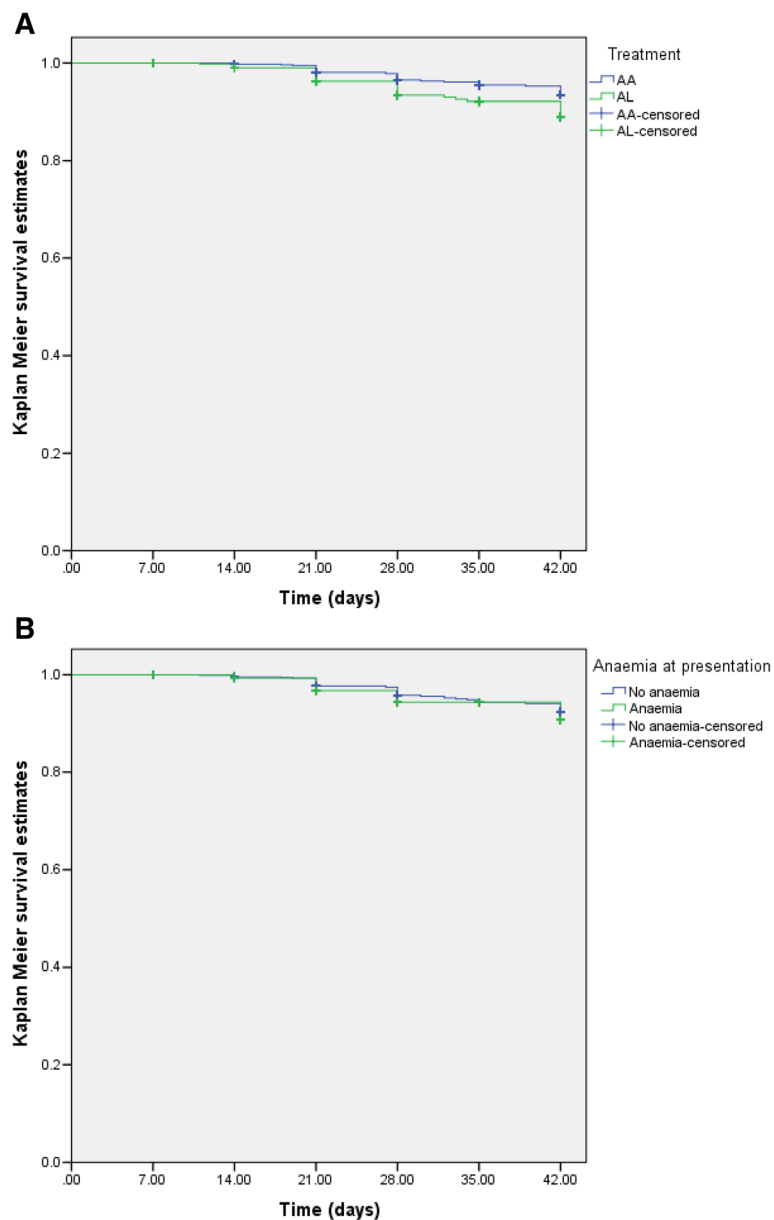 A
Treatment
AA
AL
AA-censored
AL-censored
Kaplan Meier survival estimates
1.0
0.8
0.6
0.4
0.2
0.0
.00 7.00 14.00 21.00 28.00 35.00 42.00
Time (days)
B
Anaemia at presentation
No anaemia
Anaemia
No anaemia-censored
Anaemia-censored
Kaplan Meier survival estimates
1.0
0.8
0.6
0.4
0.2
0.0
.00 7.00 14.00 21.00 28.00 35.00 42.00
Time (days)